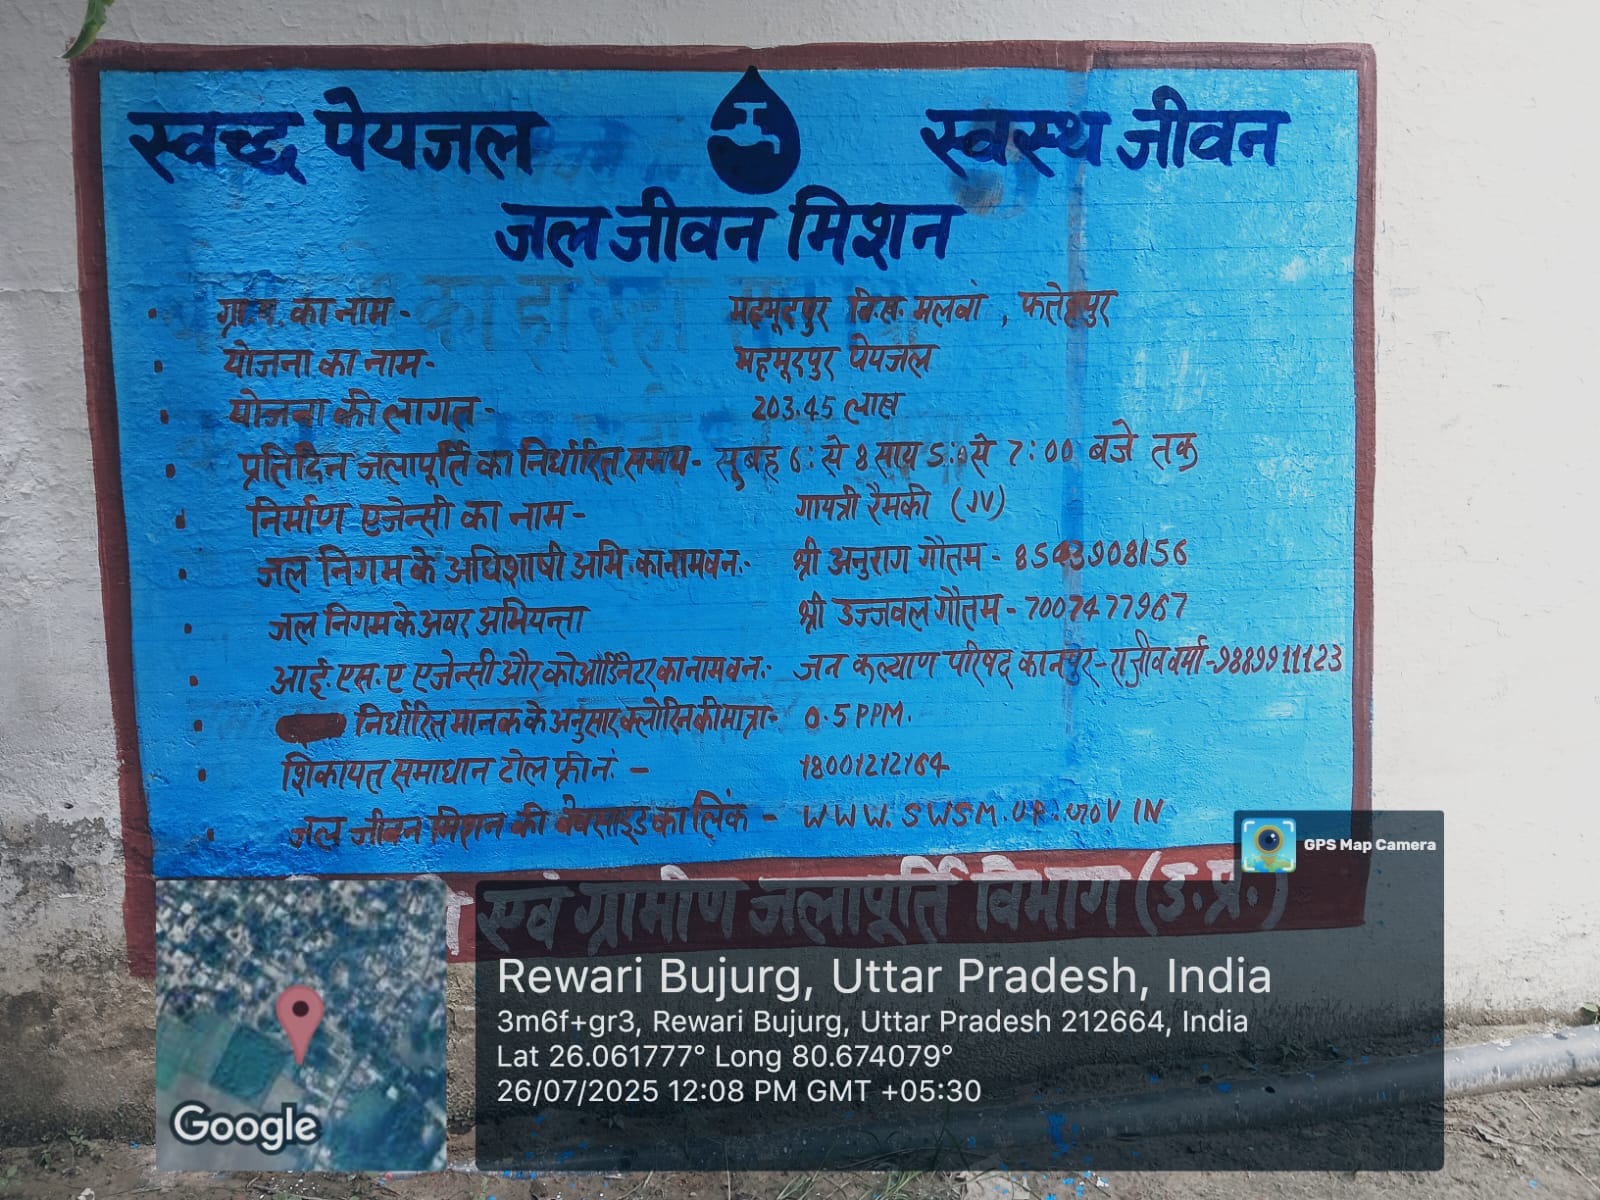 स्वच्छ पेयजल स्वस्थ जीवन
जल जीवन मिशन
ग्रा.पं. का नाम - महमूदपुर वि.ख. मलवां , फतेहपुर
योजना का नाम- महमूदपुर पेयजल
योजना की लागत - 203.45 लाख
प्रतिदिन जलापूर्ति का निर्धारित समय- सुबह 6: से 8 साय 5: से 7:00 बजे तक
निर्माण एजेन्सी का नाम - गायत्री रैमकी (JV)
जल निगम के अधिशाषी अभि. का नाम व न.- श्री अनुराग गौतम - 8543908156
जल निगम के अवर अभियन्ता श्री उज्जवल गौतम - 7007477967
आई.एस.ए एजेन्सी और कोऑर्डिनेटर का नाम व न.: जन कल्याण परिषद कानपुर - राजीव वर्मा - 9889911123
निर्धारित मानक के अनुसार क्लोरिन की मात्रा- 0.5 PPM.
शिकायत समाधान टोल फ्री नं. - 18001212164
जल जीवन मिशन की वेबसाइड का लिंक - WWW.SWSM.UP.GOV IN
एवं ग्रामीण जलापूर्ति विभाग (उ.प्र.)
GPS Map Camera
Rewari Bujurg, Uttar Pradesh, India
3m6f+gr3, Rewari Bujurg, Uttar Pradesh 212664, India
Lat 26.061777° Long 80.674079°
26/07/2025 12:08 PM GMT +05:30
Google